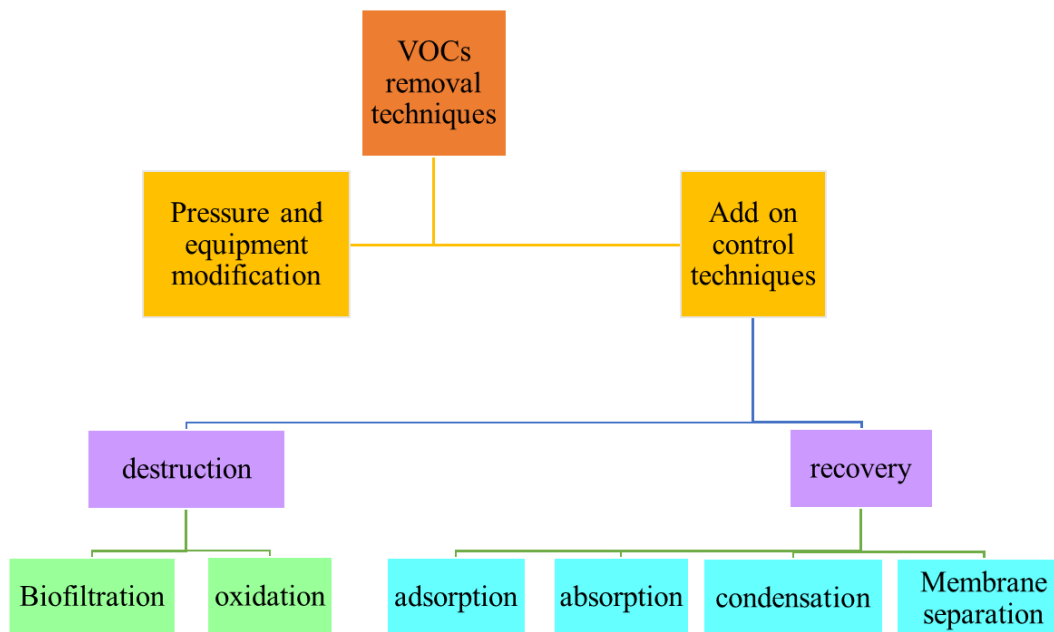 VOCs
removal
techniques
Pressure and
equipment
modification
Add on
control
techniques
destruction
recovery
Biofiltration
oxidation
adsorption
absorption
condensation
Membrane
separation